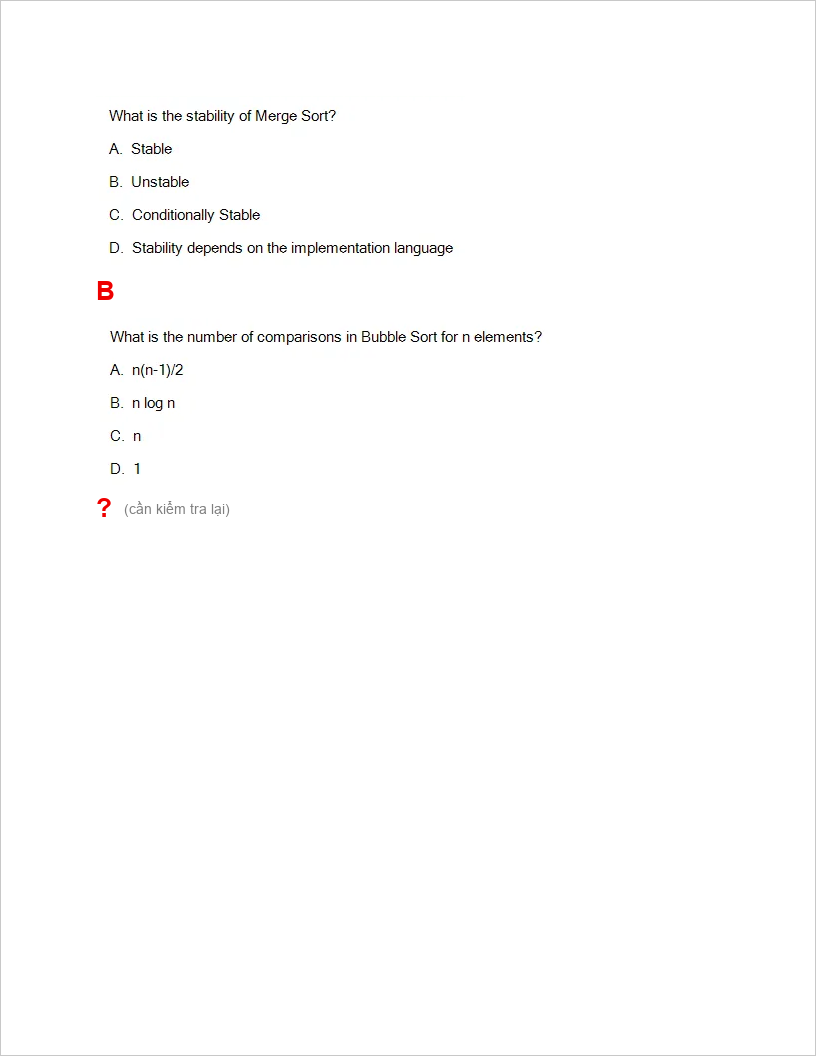 What is the stability of Merge Sort?
A. Stable
B. Unstable
C. Conditionally Stable
D. Stability depends on the implementation language
B
What is the number of comparisons in Bubble Sort for n elements?
A. n(n-1)/2
B. n log n
C. n
D. 1
? (cần kiểm tra lại)